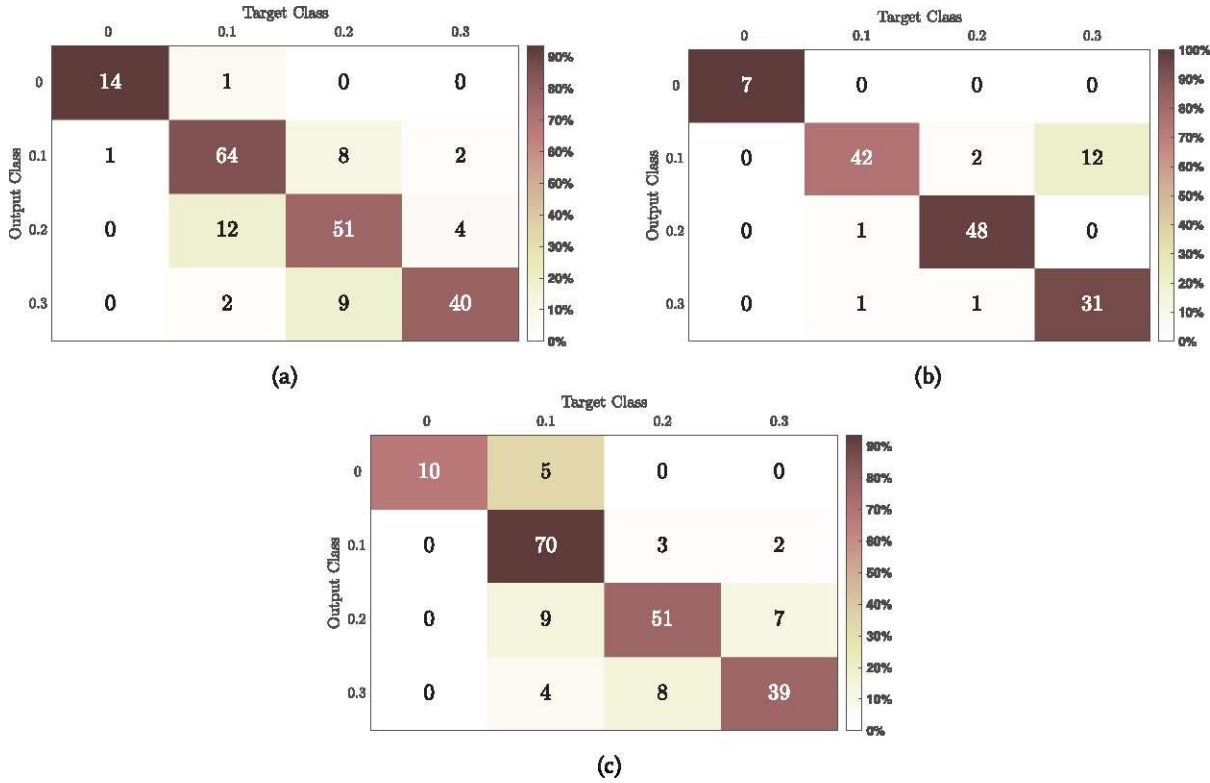 Target Class
0 0.1 0.2 0.3
0 14 1 0 0
0.1 1 64 8 2
0.2 0 12 51 4
0.3 0 2 9 40
Output Class
90%
80%
70%
60%
50%
40%
30%
20%
10%
0%
(a)
Target Class
0 0.1 0.2 0.3
0 7 0 0 0
0.1 0 42 2 12
0.2 0 1 48 0
0.3 0 1 1 31
Output Class
100%
90%
80%
70%
60%
50%
40%
30%
20%
10%
0%
(b)
Target Class
0 0.1 0.2 0.3
0 10 5 0 0
0.1 0 70 3 2
0.2 0 9 51 7
0.3 0 4 8 39
Output Class
90%
80%
70%
60%
50%
40%
30%
20%
10%
0%
(c)